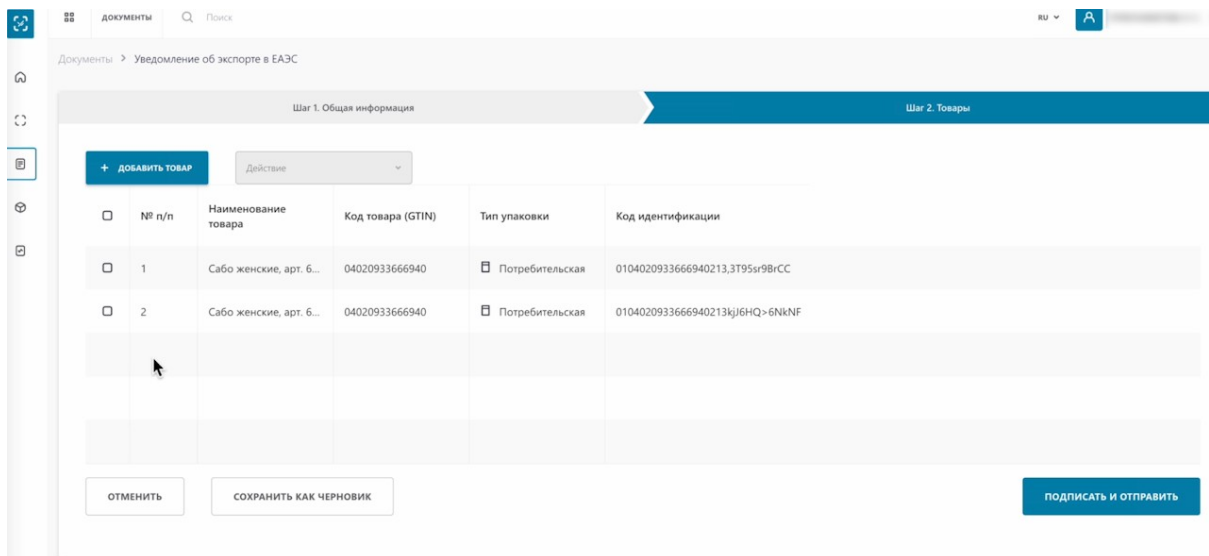 ДОКУМЕНТЫ Поиск RU
Документы > Уведомление об экспорте в ЕАЭС
Шаг 1. Общая информация Шаг 2. Товары
+ ДОБАВИТЬ ТОВАР Действие
№ п/п Наименование товара Код товара (GTIN) Тип упаковки Код идентификации
1 Сабо женские, арт. 6... 04020933666940 Потребительская 0104020933666940213,3T95sr9BrCC
2 Сабо женские, арт. 6... 04020933666940 Потребительская 0104020933666940213kjJ6HQ>6NkNF
ОТМЕНИТЬ СОХРАНИТЬ КАК ЧЕРНОВИК ПОДПИСАТЬ И ОТПРАВИТЬ